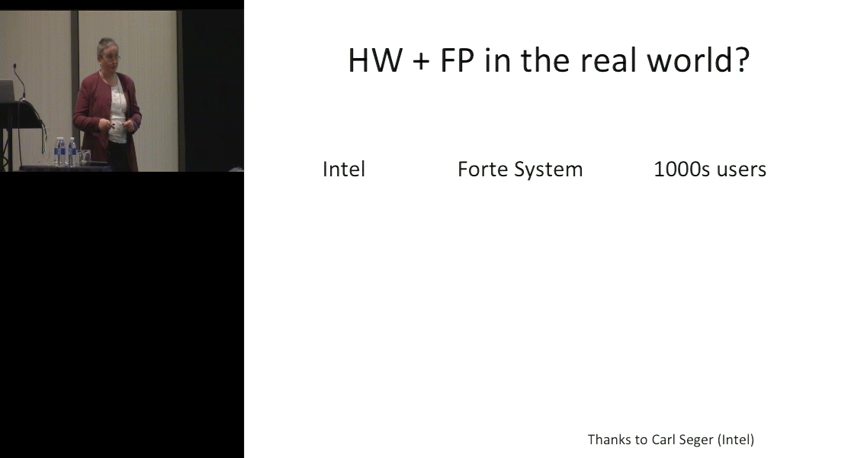 HW + FP in the real world?
Intel Forte System 1000s users
Thanks to Carl Seger (Intel)